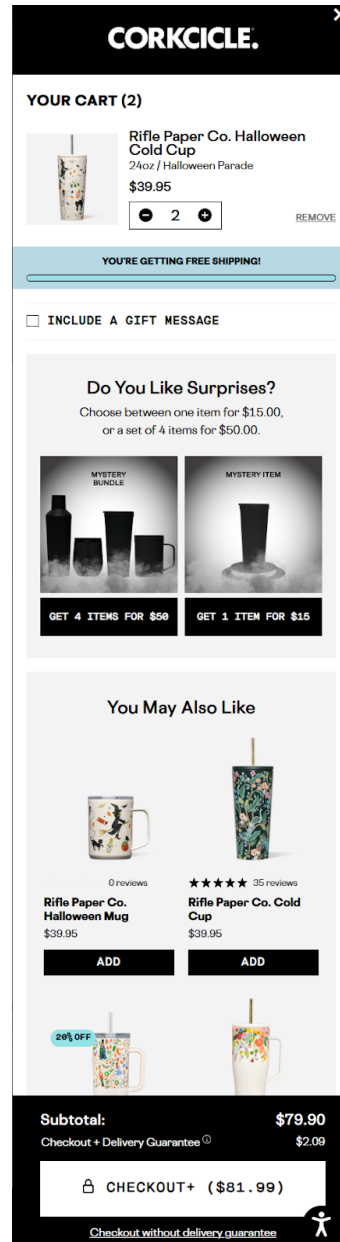 CORKCICLE.
YOUR CART (2)
Rifle Paper Co. Halloween
Cold Cup
24oz / Halloween Parade
$39.95
2
REMOVE
YOU'RE GETTING FREE SHIPPING!
INCLUDE A GIFT MESSAGE
Do You Like Surprises?
Choose between one item for $15.00,
or a set of 4 items for $50.00.
MYSTERY
BUNDLE
MYSTERY ITEM
GET 4 ITEMS FOR $50
GET 1 ITEM FOR $15
You May Also Like
0 reviews
35 reviews
Rifle Paper Co.
Halloween Mug
$39.95
Rifle Paper Co. Cold
Cup
$39.95
ADD
ADD
20% OFF
Subtotal:
$79.90
Checkout + Delivery Guarantee
$2.09
CHECKOUT+ ($81.99)
Checkout without delivery guarantee